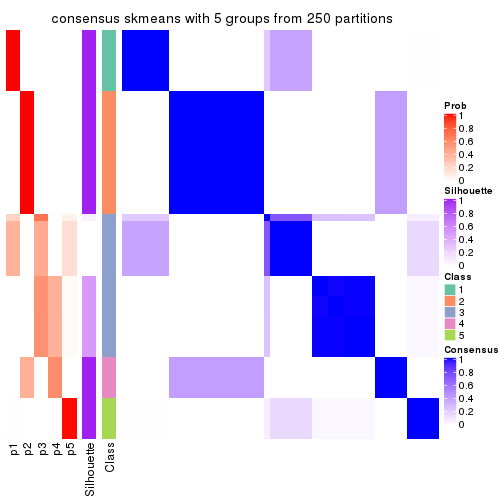 consensus skmeans with 5 groups from 250 partitions
Prob
1
0.8
0.6
0.4
0.2
0
Silhouette
1
0.8
0.6
0.4
0.2
0
Class
1
2
3
4
5
Consensus
1
0.8
0.6
0.4
0.2
0
p1
p2
p3
p4
p5
Silhouette
Class